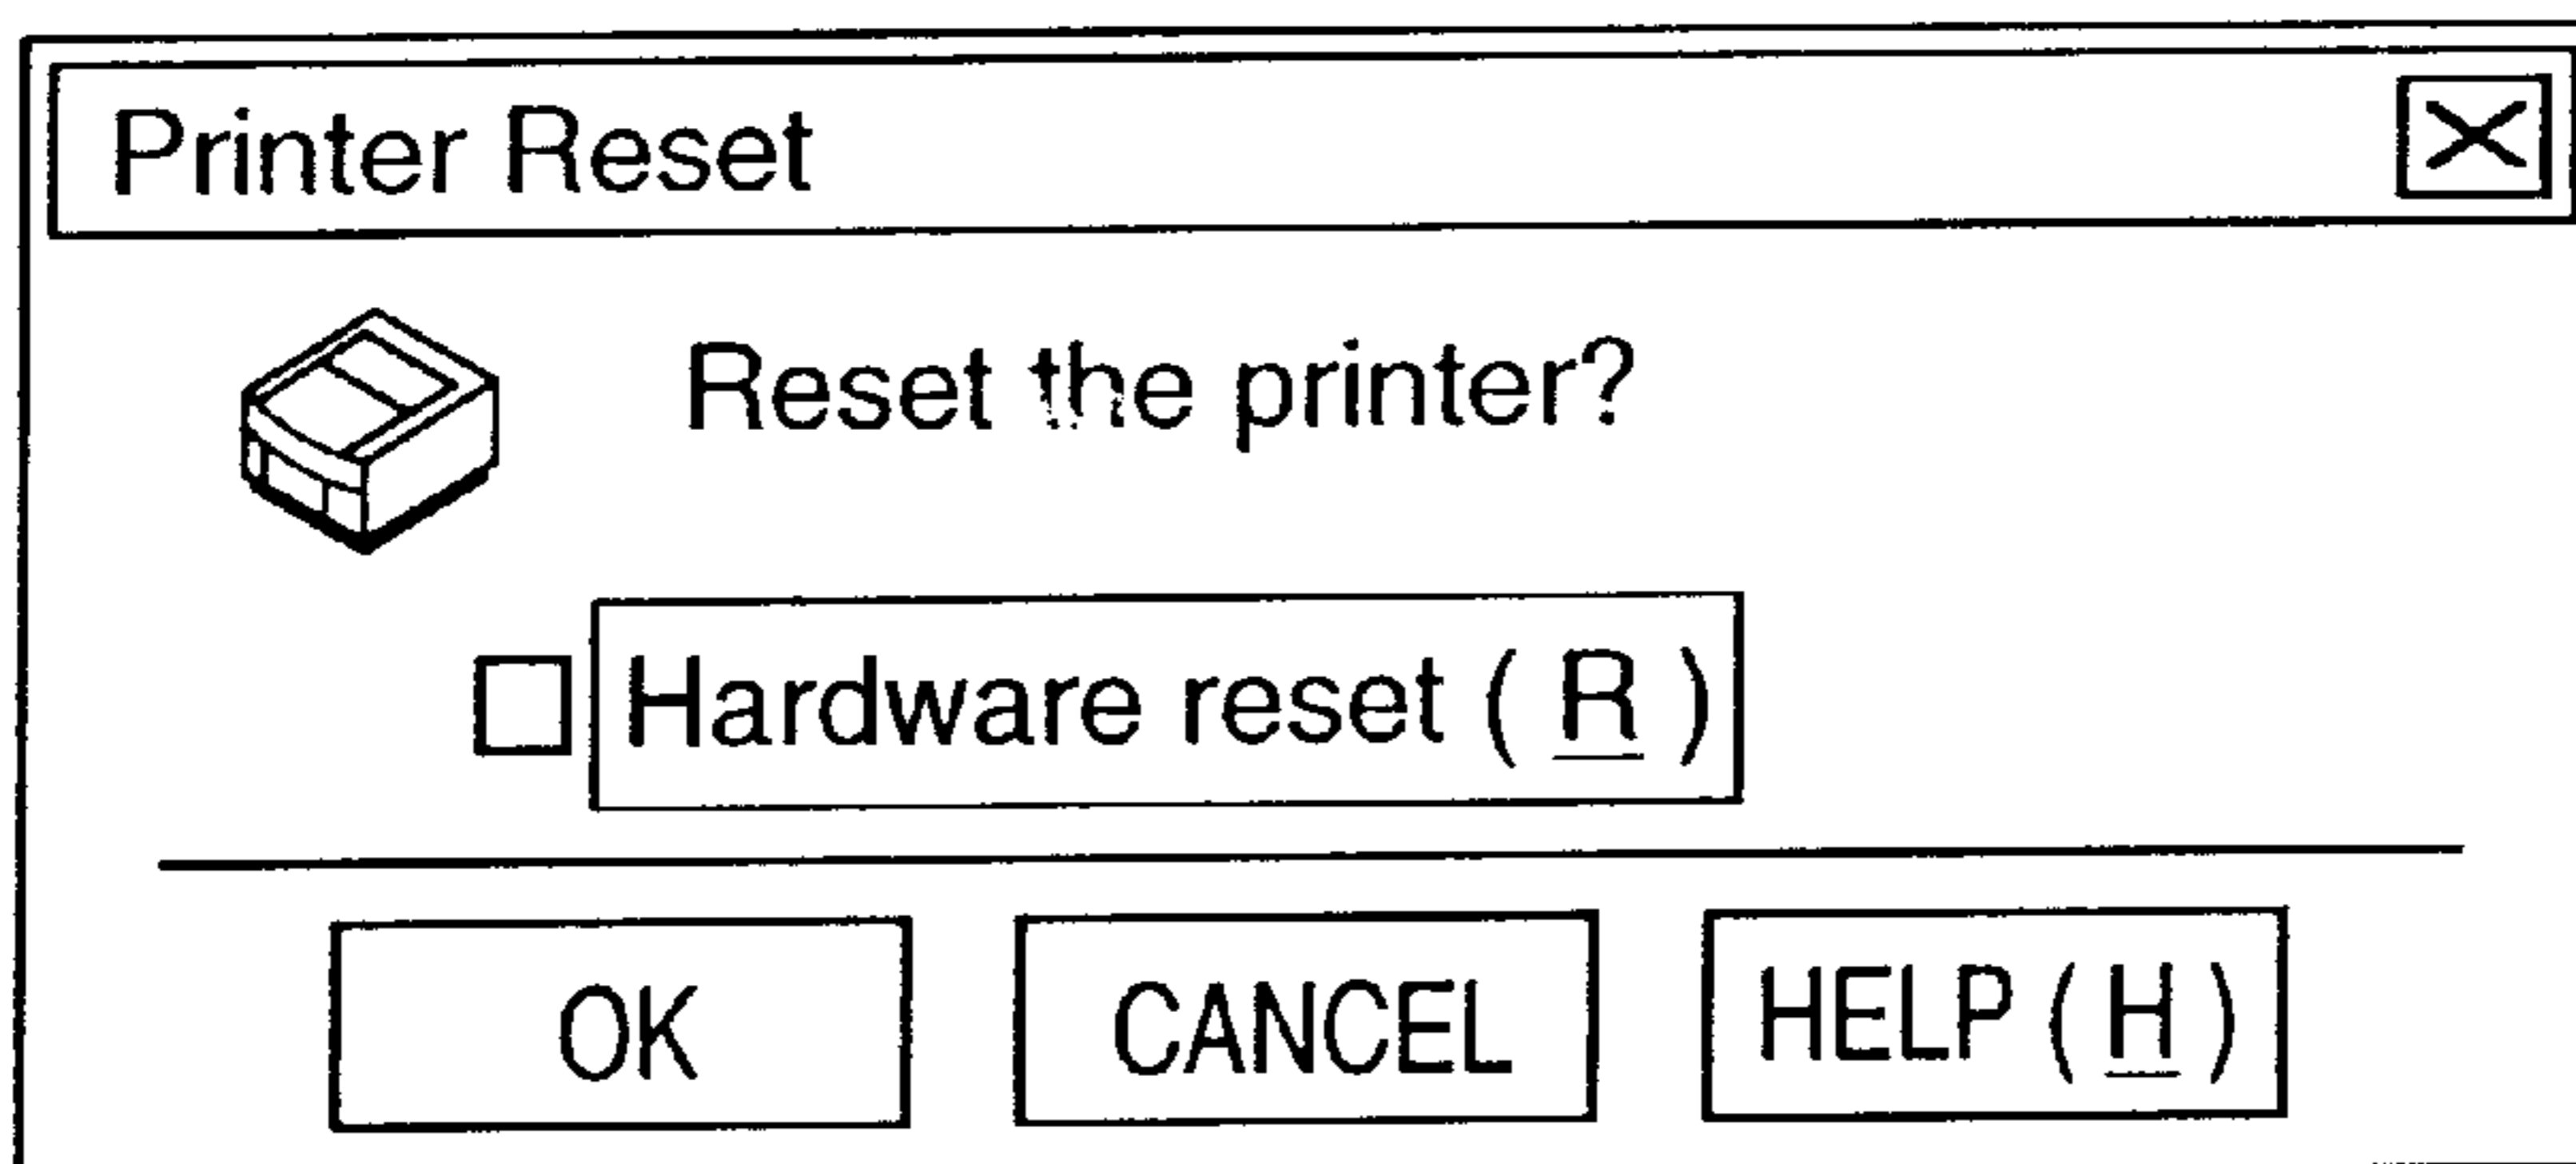 Printer Reset
Reset the printer?
Hardware reset ( R )
OK CANCEL HELP ( H )